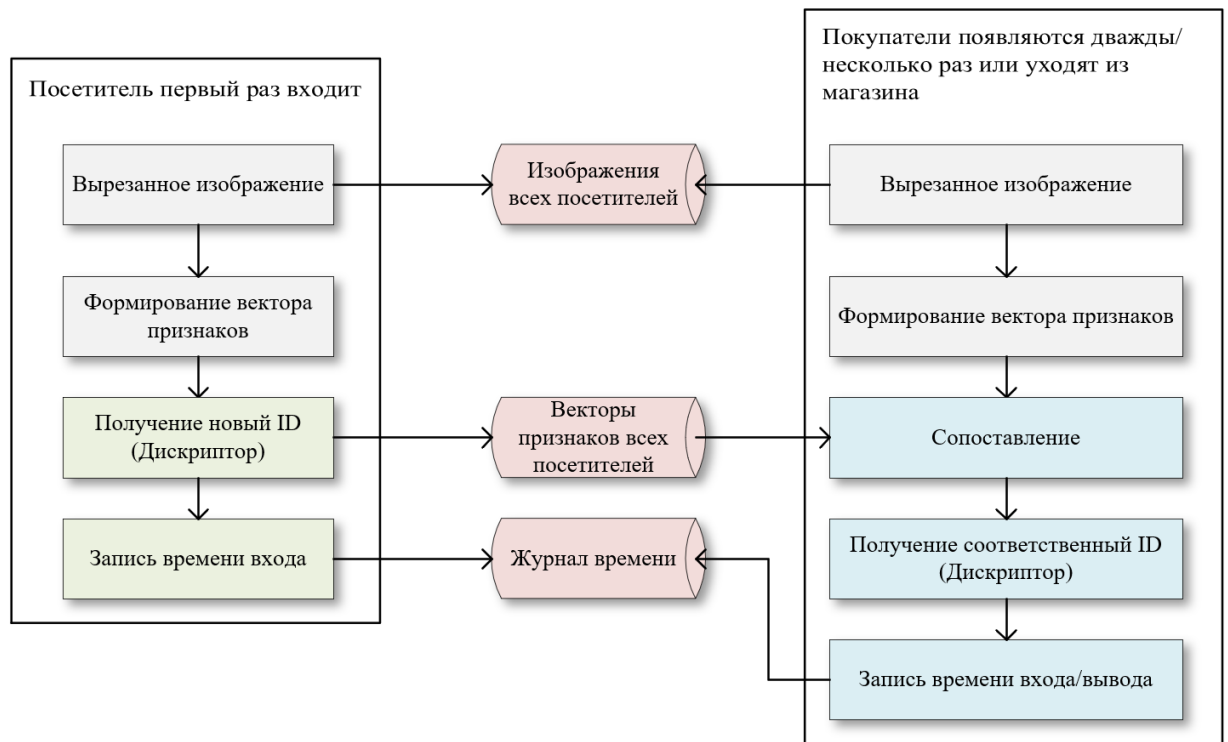 Посетитель первый раз входит
Вырезанное изображение
Формирование вектора
признаков
Получение новый ID
(Дискриптор)
Запись времени входа
Изображения
всех посетителей
Векторы
признаков всех
посетителей
Журнал времени
Покупатели появляются дважды/
несколько раз или уходят из
магазина
Вырезанное изображение
Формирование вектора признаков
Сопоставление
Получение соответственный ID
(Дискриптор)
Запись времени входа/вывода